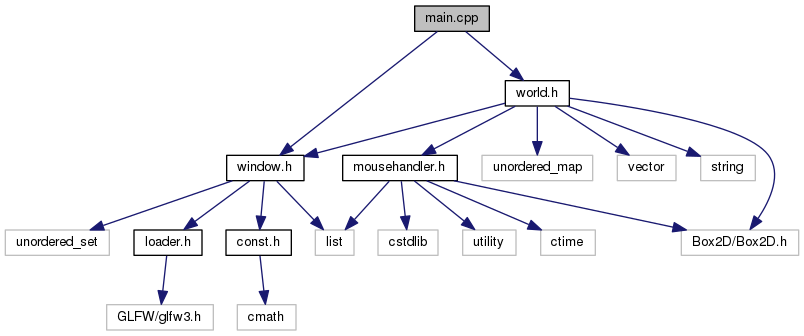 main.cpp
world.h
window.h
mousehandler.h
unordered_map
vector
string
unordered_set
loader.h
const.h
list
cstdlib
utility
ctime
Box2D/Box2D.h
GLFW/glfw3.h
cmath